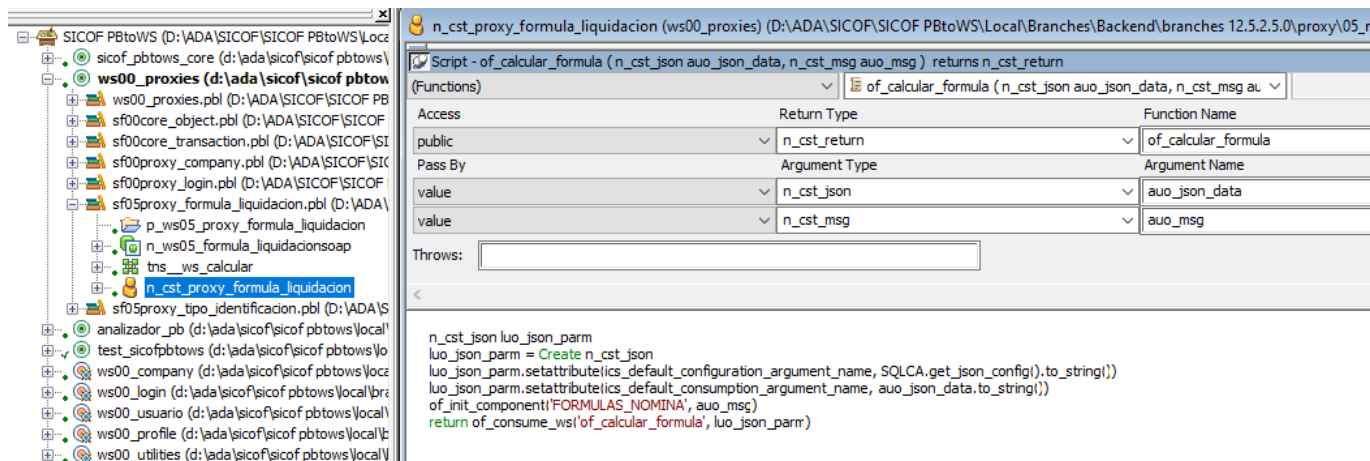 SICOF PBtoWS (D:\ADA\SICOF\SICOF PBtoWS\Loca
sicof_pbtows_core (d:\ada\sicof\sicof pbtows\
ws00_proxies (d:\ada\sicof\sicof pbtow
ws00_proxies.pbl (D:\ADA\SICOF\SICOF PB
sf00core_object.pbl (D:\ADA\SICOF\SICOF
sf00core_transaction.pbl (D:\ADA\SICOF\SI
sf00proxy_company.pbl (D:\ADA\SICOF\SIC
sf00proxy_login.pbl (D:\ADA\SICOF\SICOF
sf05proxy_formula_liquidacion.pbl (D:\ADA\
p_ws05_proxy_formula_liquidacion
n_ws05_formula_liquidacionsoap
tns__ws_calcular
n_cst_proxy_formula_liquidacion
sf05proxy_tipo_identificacion.pbl (D:\ADA\S
analizador_pb (d:\ada\sicof\sicof pbtows\local\
test_sicofpbtows (d:\ada\sicof\sicof pbtows\lo
ws00_company (d:\ada\sicof\sicof pbtows\loca
ws00_login (d:\ada\sicof\sicof pbtows\local\bra
ws00_usuario (d:\ada\sicof\sicof pbtows\local\
ws00_profile (d:\ada\sicof\sicof pbtows\local\b
ws00_utilities (d:\ada\sicof\sicof pbtows\local\
n_cst_proxy_formula_liquidacion (ws00_proxies) (D:\ADA\SICOF\SICOF PBtoWS\Local\Branches\Backend\branches 12.5.2.5.0\proxy\05_r
Script - of_calcular_formula ( n_cst_json auo_json_data, n_cst_msg auo_msg ) returns n_cst_return
(Functions) of_calcular_formula ( n_cst_json auo_json_data, n_cst_msg au
Access Return Type Function Name
public n_cst_return of_calcular_formula
Pass By Argument Type Argument Name
value n_cst_json auo_json_data
value n_cst_msg auo_msg
Throws:
n_cst_json luo_json_parm
luo_json_parm = Create n_cst_json
luo_json_parm.setattribute(ics_default_configuration_argument_name, SQLCA.get_json_config().to_string())
luo_json_parm.setattribute(ics_default_consumption_argument_name, auo_json_data.to_string())
of_init_component('FORMULAS_NOMINA', auo_msg)
return of_consume_ws('of_calcular_formula', luo_json_parm)